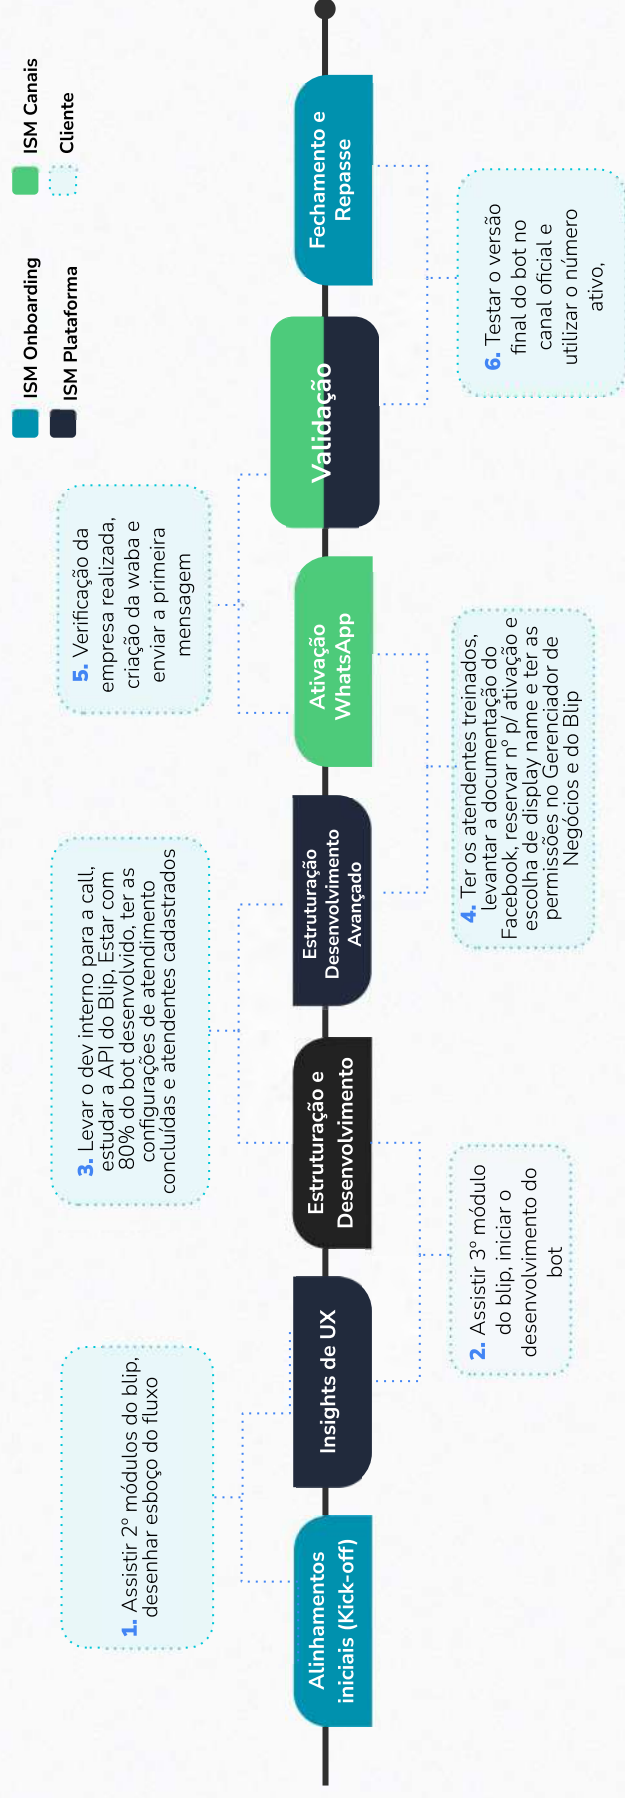 ISM Onboarding
ISM Canais
ISM Plataforma
Cliente
1. Assistir 2º módulos do blip,
desenhar esboço do fluxo
3. Levar o dev interno para a call,
estudar a API do Blip, Estar com
80% do bot desenvolvido, ter as
configurações de atendimento
concluídas e atendentes cadastrados
5. Verificação da
empresa realizada,
criação da waba e
enviar a primeira
mensagem
Alinhamentos
iniciais (Kick-off)
Insights de UX
Estruturação e
Desenvolvimento
Estruturação
Desenvolvimento
Avançado
Ativação
WhatsApp
Validação
Fechamento e
Repasse
2. Assistir 3º módulo
do blip, iniciar o
desenvolvimento do
bot
4. Ter os atendentes treinados,
levantar a documentação do
Facebook, reservar nº p/ ativação e
escolha de display name e ter as
permissões no Gerenciador de
Negócios e do Blip
6. Testar o versão
final do bot no
canal oficial e
utilizar o número
ativo,